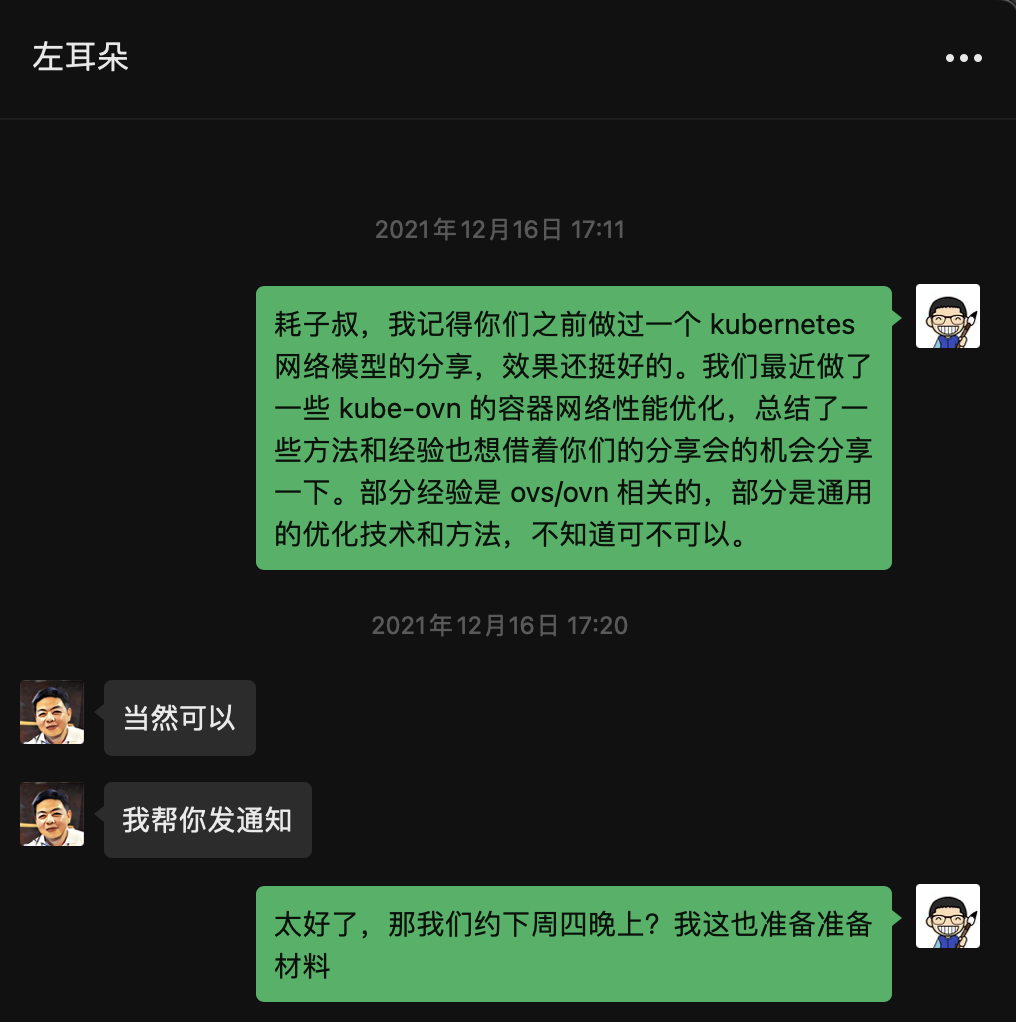 左耳朵
2021年12月16日 17:11
耗子叔，我记得你们之前做过一个 kubernetes
网络模型的分享，效果还挺好的。我们最近做了
一些 kube-ovn 的容器网络性能优化，总结了一
些方法和经验也想借着你们的分享会的机会分享
一下。部分经验是 ovs/ovn 相关的，部分是通用
的优化技术和方法，不知道可不可以。
2021年12月16日 17:20
当然可以
我帮你发通知
太好了，那我们约下周四晚上？我这也准备准备
材料